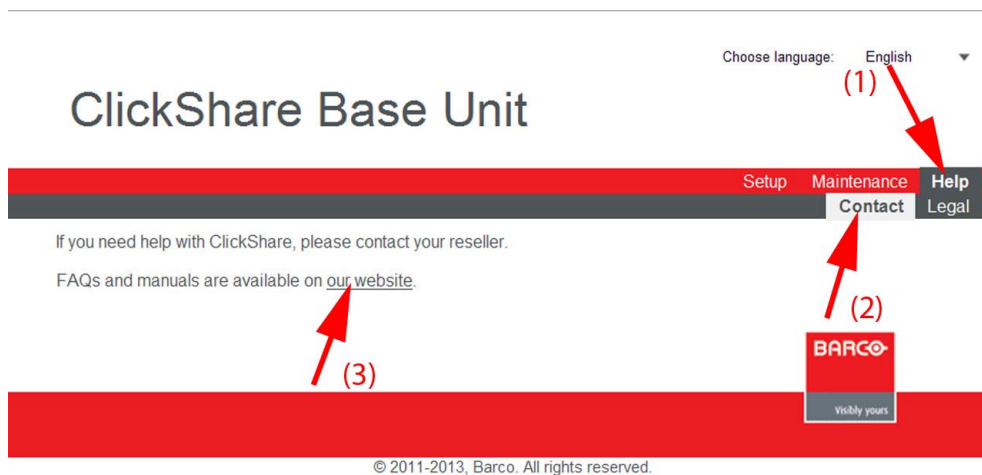 Choose language: English
(1)
ClickShare Base Unit
Setup Maintenance Help
Contact Legal
If you need help with ClickShare, please contact your reseller.
FAQs and manuals are available on our website.
(2)
(3)
BARCO
Visibly yours
© 2011-2013, Barco. All rights reserved.